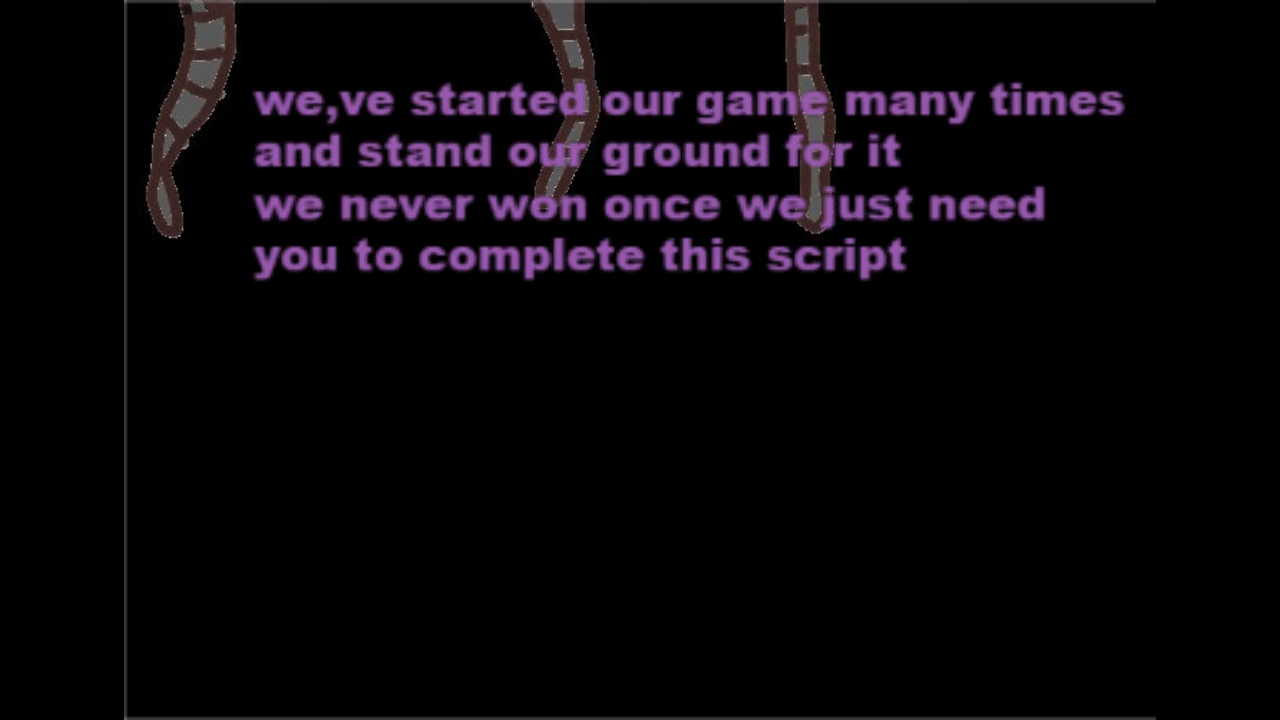 we,ve started our game many times
and stand our ground for it
we never won once we just need
you to complete this script